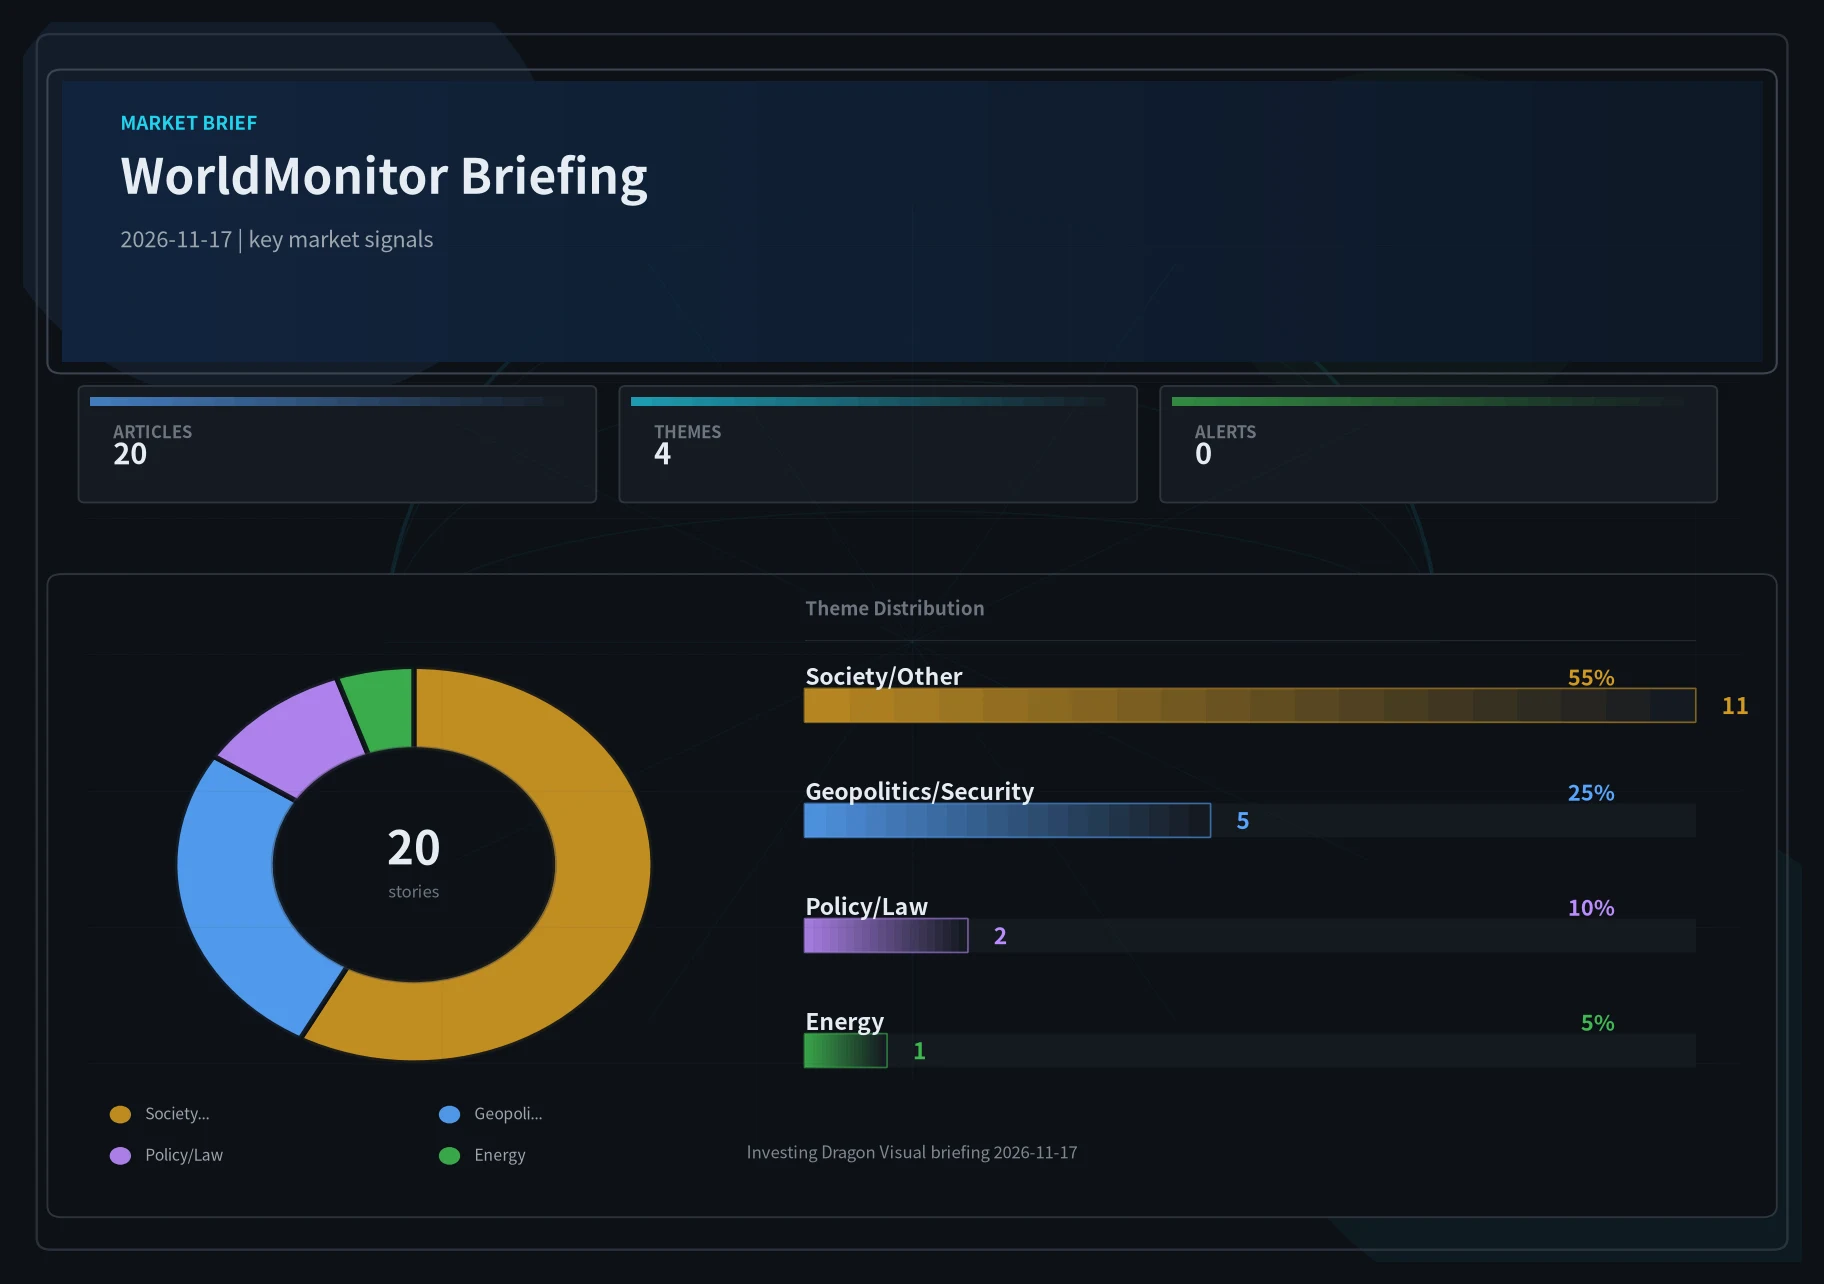 MARKET BRIEF
WorldMonitor Briefing
2026-11-17 | key market signals
ARTICLES
20
THEMES
4
ALERTS
0
Theme Distribution
Society/Other
55%
11
Geopolitics/Security
25%
5
Policy/Law
10%
2
Energy
5%
1
20
stories
Society...
Geopoli...
Policy/Law
Energy
Investing Dragon Visual briefing 2026-11-17